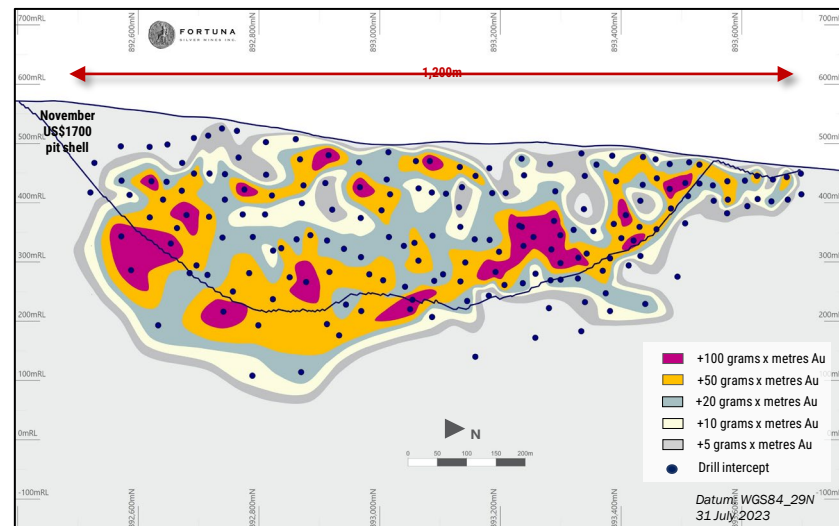 700mRL
600mRL
500mRL
400mRL
300mRL
200mRL
100mRL
0mRL
-100mRL
892,600mN
892,800mN
893,000mN
893,200mN
893,400mN
893,600mN
FORTUNA
SILVER MINES INC.
1,200m
700mRL
600mRL
500mRL
400mRL
300mRL
200mRL
November
US$1700
pit shell
+100 grams x metres Au
+50 grams x metres Au
+20 grams x metres Au
+10 grams x metres Au
+5 grams x metres Au
Drill intercept
N
0 50 100 150 200m
Datum: WGS84_29N
31 July 2023
892,600mN
892,800mN
893,000mN
893,200mN
893,400mN
893,600mN